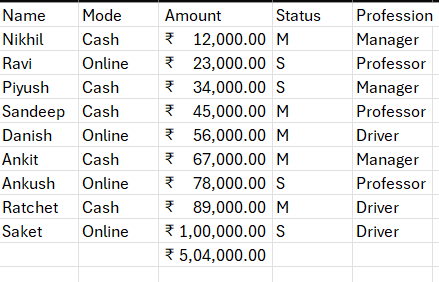 Name Mode Amount Status Profession
Nikhil Cash ₹ 12,000.00 M Manager
Ravi Online ₹ 23,000.00 S Professor
Piyush Cash ₹ 34,000.00 S Manager
Sandeep Cash ₹ 45,000.00 M Professor
Danish Online ₹ 56,000.00 M Driver
Ankit Cash ₹ 67,000.00 M Manager
Ankush Online ₹ 78,000.00 S Professor
Ratchet Cash ₹ 89,000.00 M Driver
Saket Online ₹ 1,00,000.00 S Driver
₹ 5,04,000.00